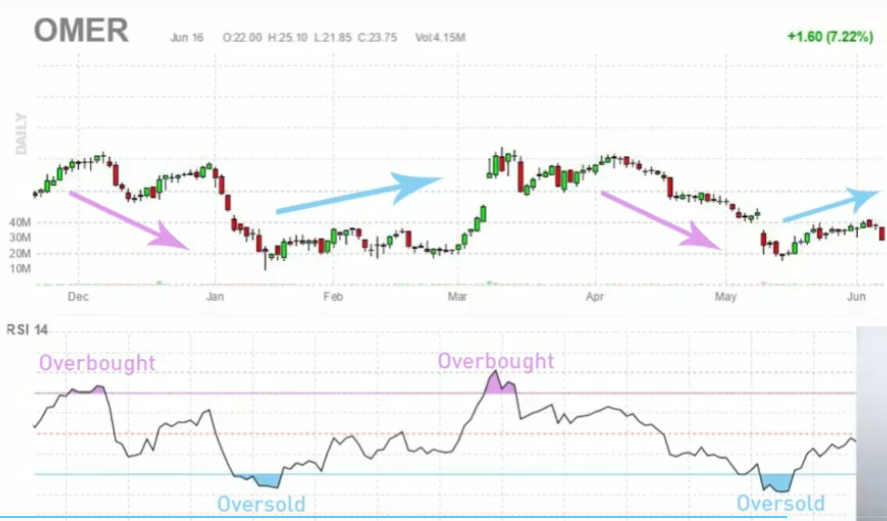 OMER Jun 16 O:22.00 H:25.10 L:21.85 C:23.75 Vol:4.15M +1.60 (7.22%)
DAILY
40M
30M
20M
10M
Dec Jan Feb Mar Apr May Jun
RSI 14
Overbought Overbought
Oversold Oversold